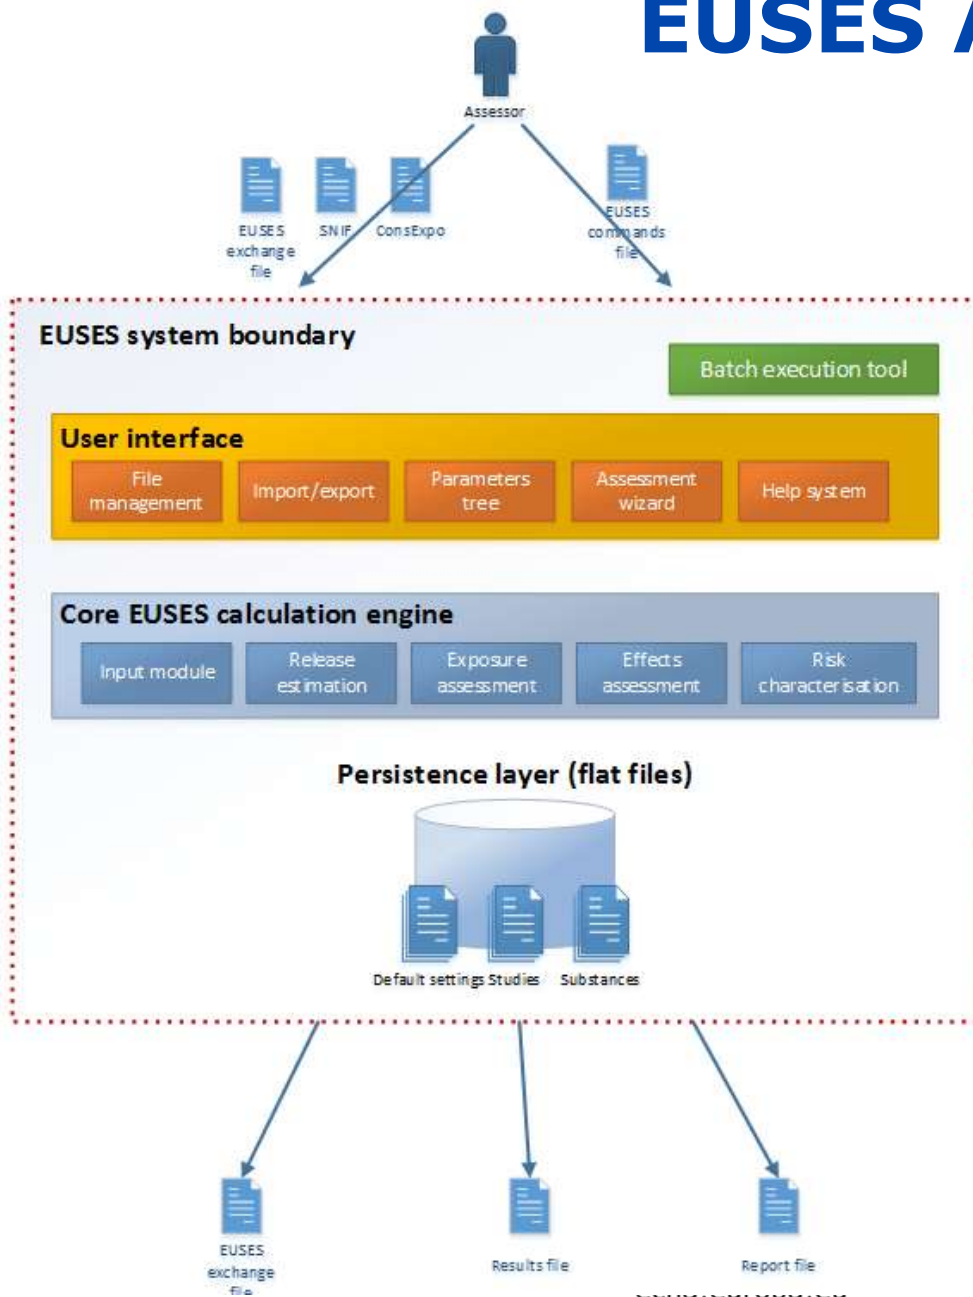 EUSES
Assessor
EUSES
exchange
file
SNIF
ConsExpo
EUSES
commands
file
EUSES system boundary
Batch execution tool
User interface
File
management
Import/export
Parameters
tree
Assessment
wizard
Help system
Core EUSES calculation engine
Input module
Release
estimation
Exposure
assessment
Effects
assessment
Risk
characterisation
Persistence layer (flat files)
Default settings
Studies
Substances
EUSES
exchange
file
Results file
Report file